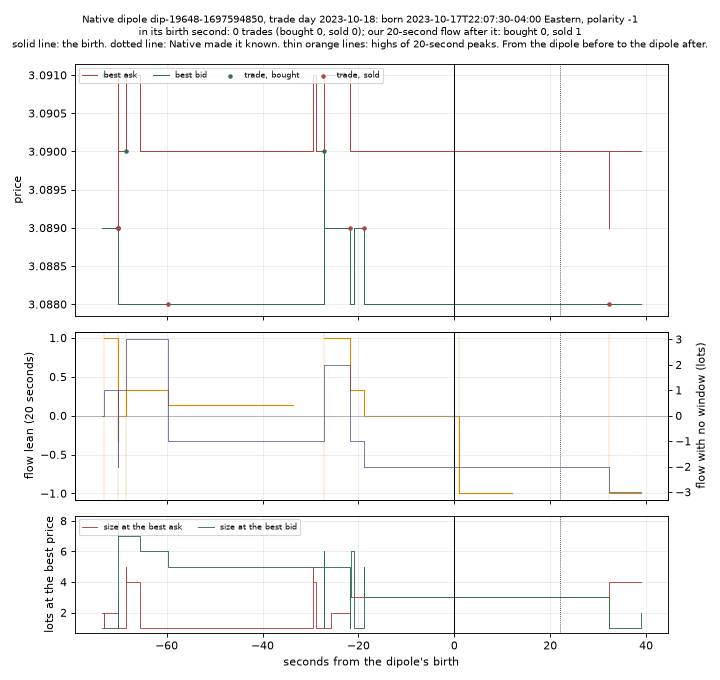 Native dipole dip-19648-1697594850, trade day 2023-10-18: born 2023-10-17T22:07:30-04:00 Eastern, polarity -1
in its birth second: 0 trades (bought 0, sold 0); our 20-second flow after it: bought 0, sold 1
solid line: the birth. dotted line: Native made it known. thin orange lines: highs of 20-second peaks. From the dipole before to the dipole after.
best ask
best bid
trade, bought
trade, sold
3.0910
3.0905
3.0900
3.0895
3.0890
3.0885
3.0880
price
1.0
0.5
0.0
−0.5
−1.0
flow lean (20 seconds)
3
2
1
0
−1
−2
−3
flow with no window (lots)
size at the best ask
size at the best bid
8
6
4
2
lots at the best price
−60
−40
−20
0
20
40
seconds from the dipole's birth